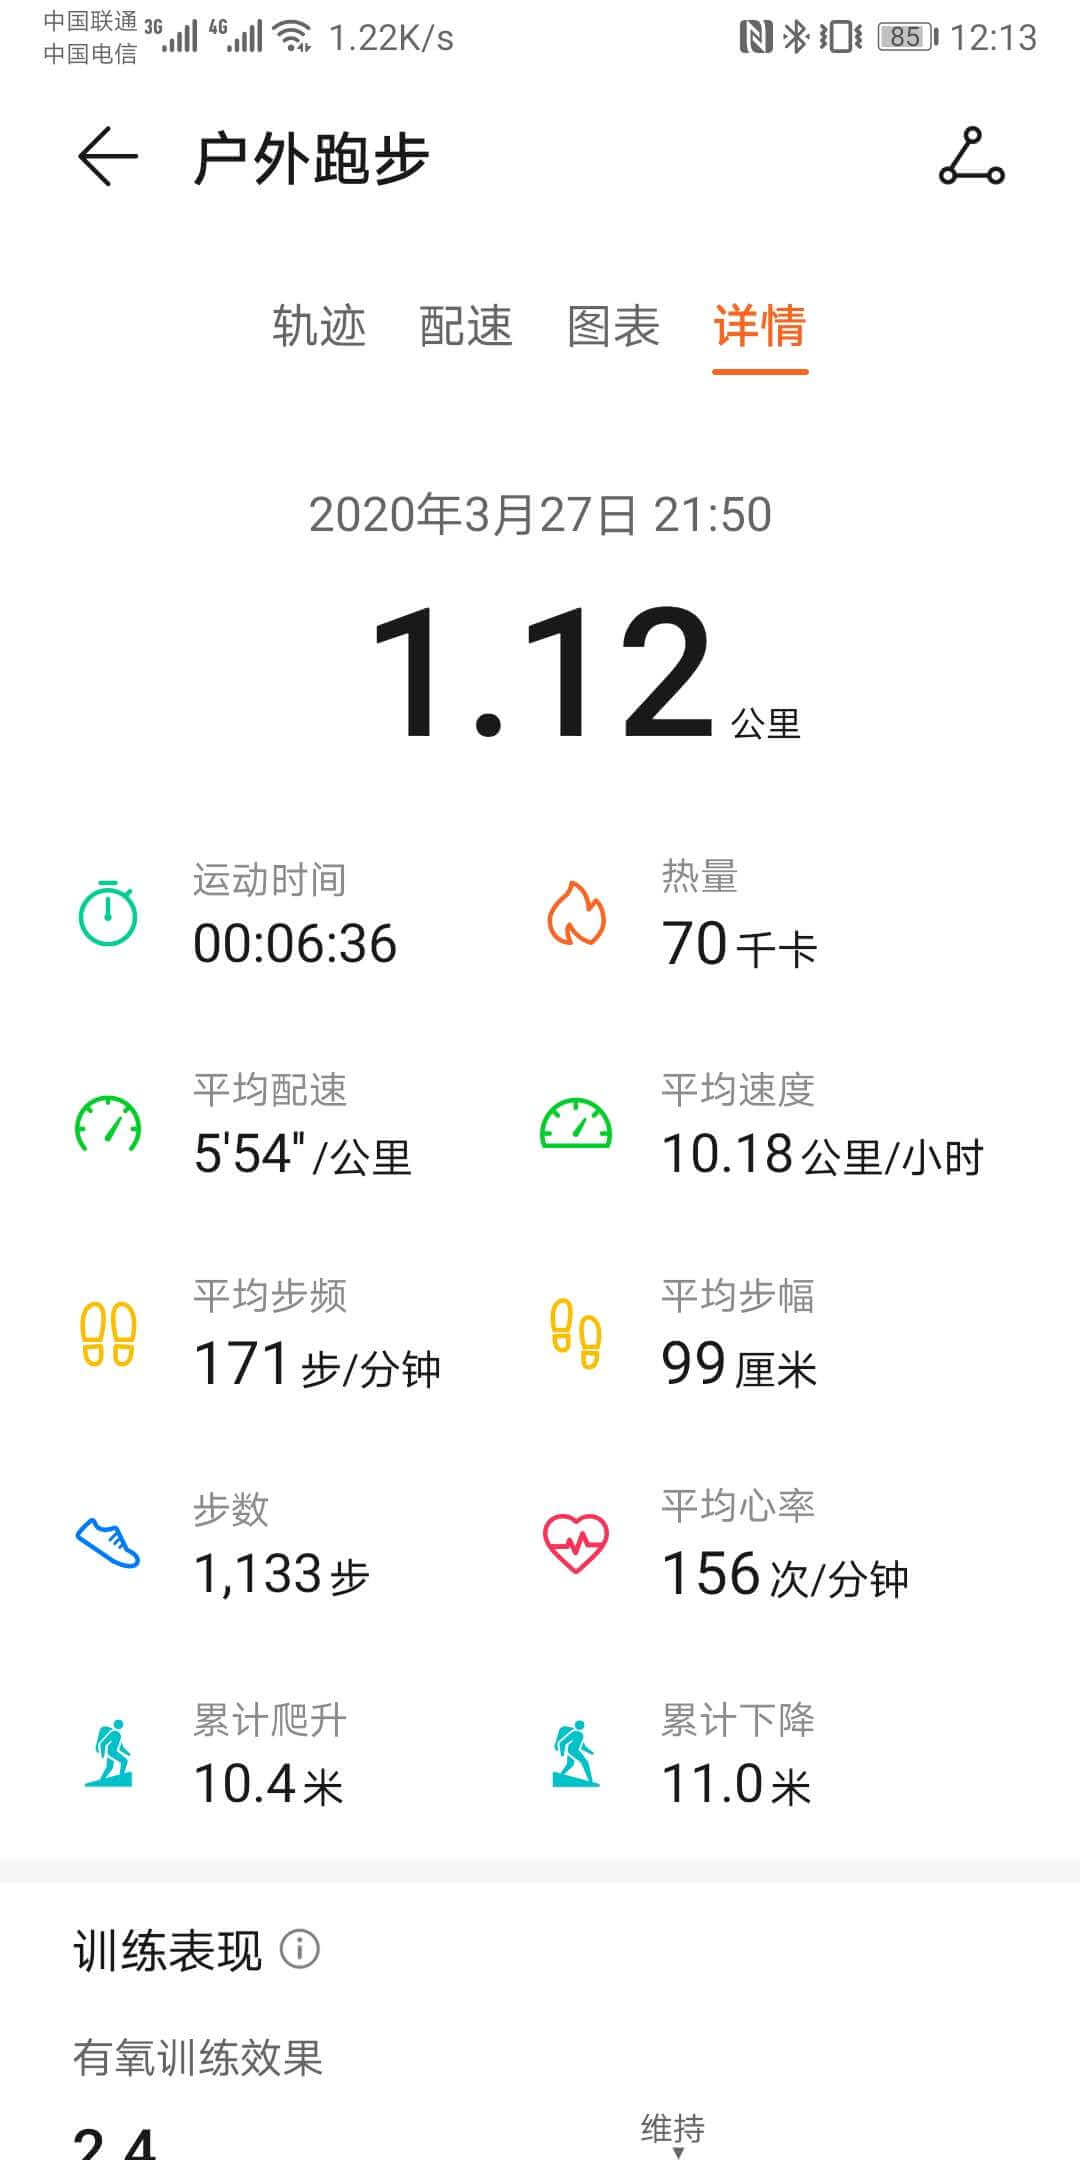 中国联通 3G 4G 1.22K/s 85 12:13
中国电信
户外跑步
轨迹 配速 图表 详情
2020年3月27日 21:50
1.12 公里
运动时间 热量
00:06:36 70 千卡
平均配速 平均速度
5'54" /公里 10.18 公里/小时
平均步频 平均步幅
171 步/分钟 99 厘米
步数 平均心率
1,133 步 156 次/分钟
累计爬升 累计下降
10.4 米 11.0 米
训练表现
有氧训练效果
维持
2.4